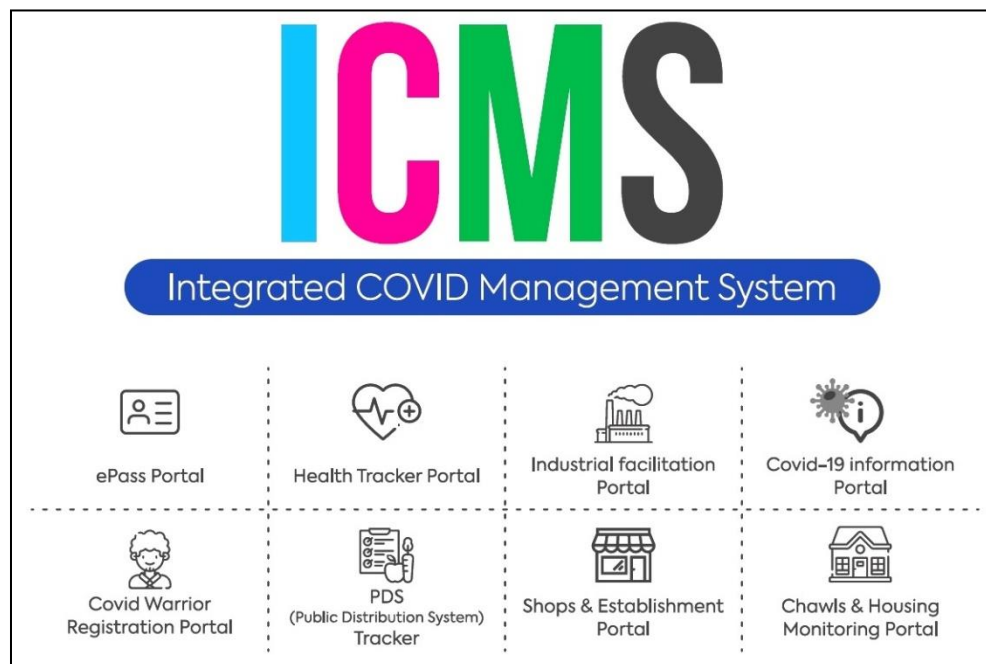 ICMS
Integrated COVID Management System
ePass Portal
Health Tracker Portal
Industrial facilitation
Portal
Covid-19 information
Portal
Covid Warrior
Registration Portal
PDS
(Public Distribution System)
Tracker
Shops & Establishment
Portal
Chawls & Housing
Monitoring Portal